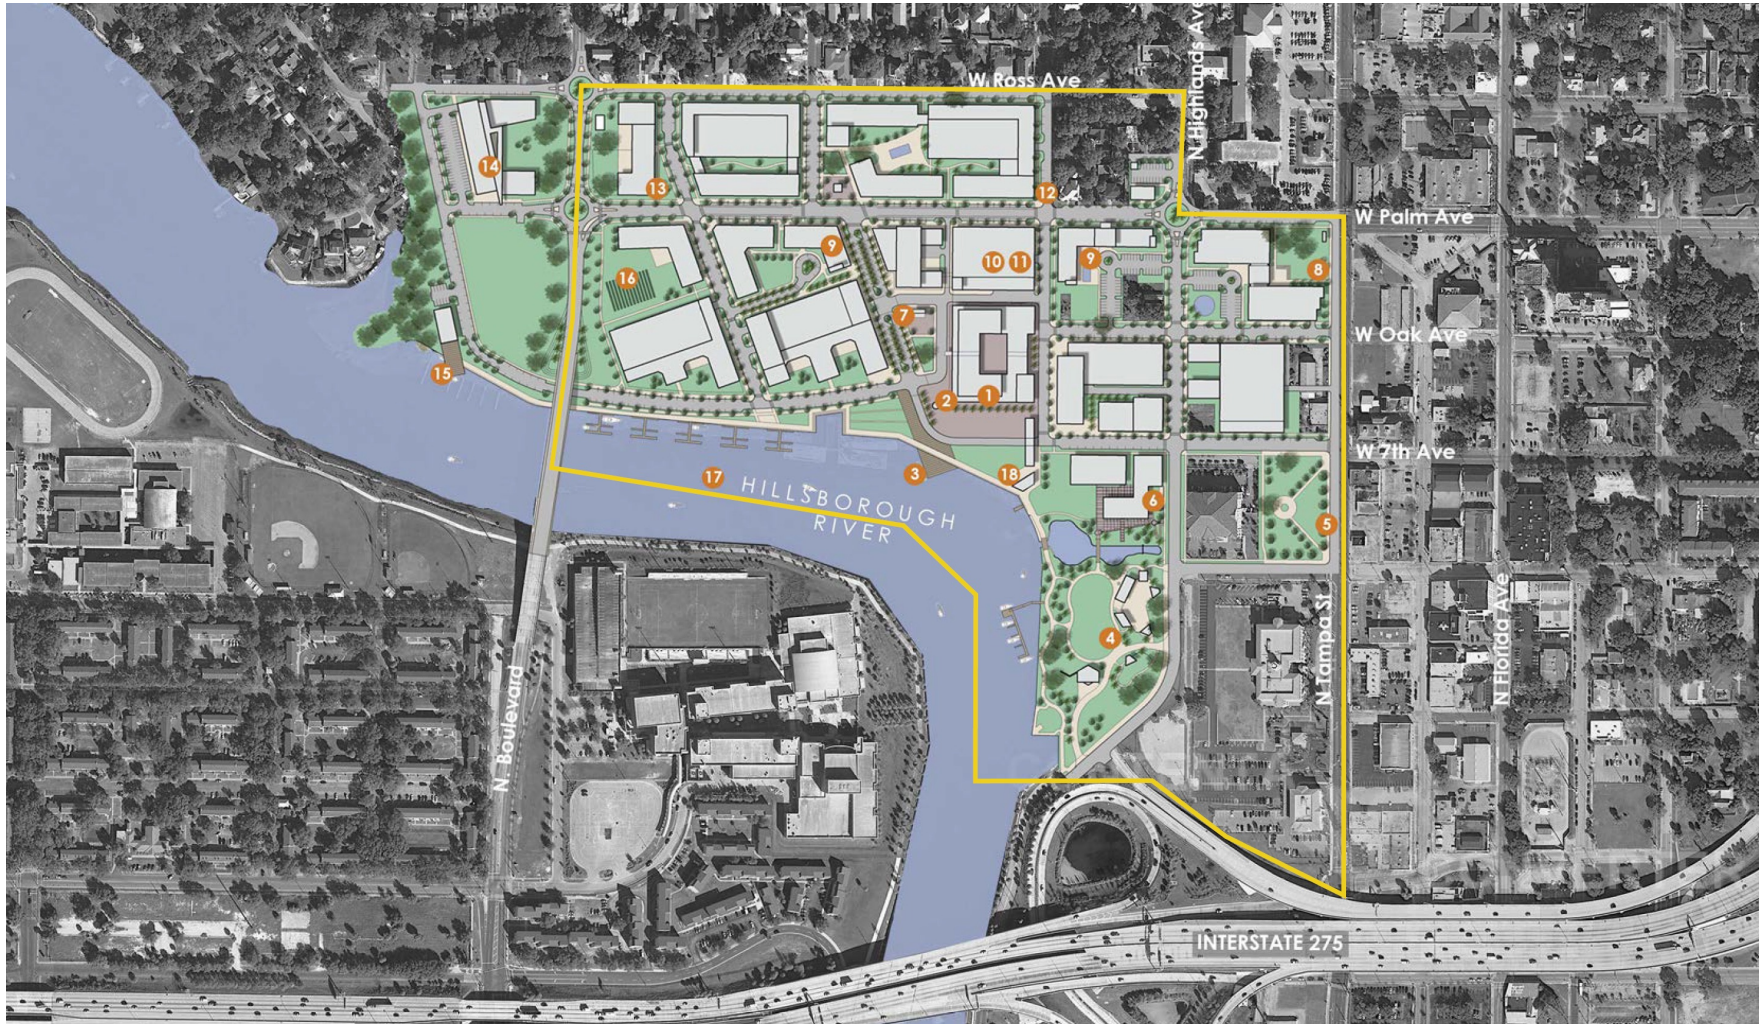 W Ross Ave
N Highlands Ave
14
13
12
W Palm Ave
9
9
10
11
8
16
7
W Oak Ave
15
2
1
W 7th Ave
3
17
18
6
HILLSBOROUGH
RIVER
5
4
N. Boulevard
N Tampa St
N Florida Ave
INTERSTATE 275